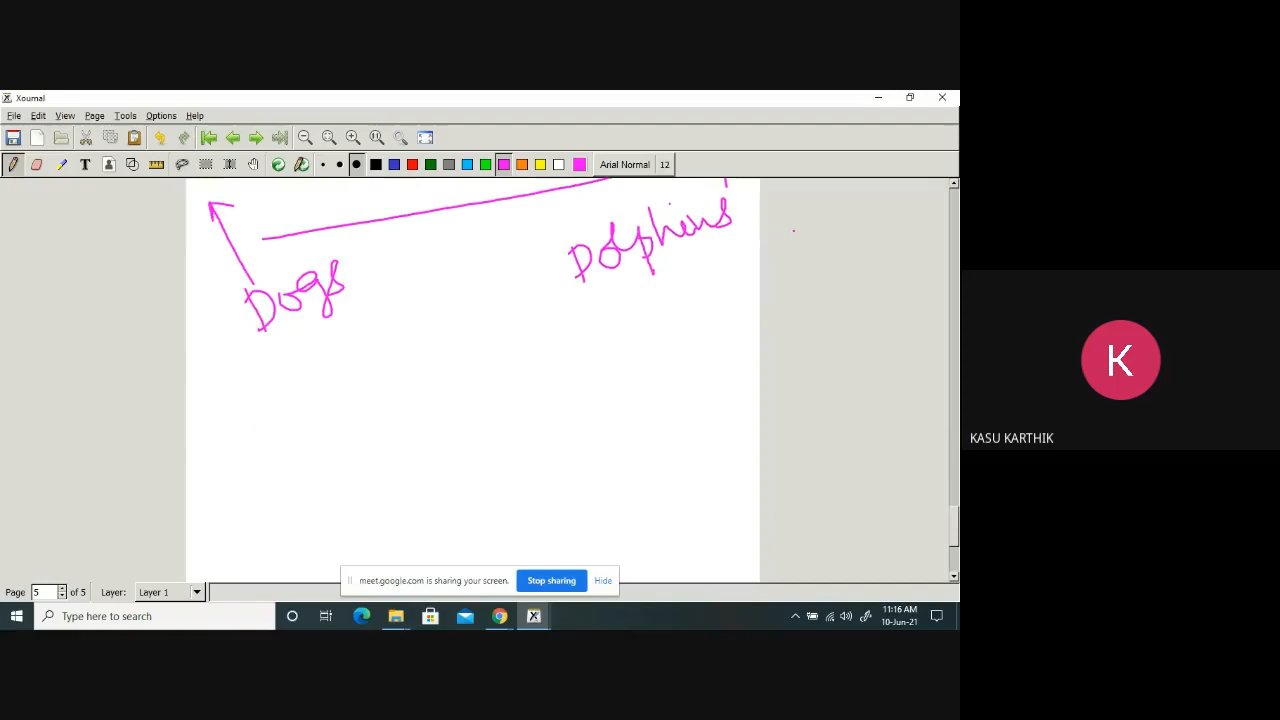 Xournal
File Edit View Page Tools Options Help
T Arial Normal 12
Dolphins
Dogs
K
KASU KARTHIK
meet.google.com is sharing your screen. Stop sharing Hide
Page 5 of 5 Layer: Layer 1
Type here to search
11:16 AM
10-Jun-21